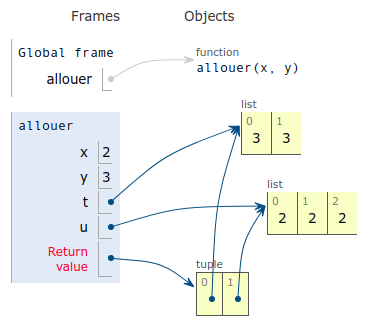 Frames Objects
Global frame
allouer
function
allouer(x, y)
allouer
x 2
y 3
t
u
Return
value
list
0 1
3 3
list
0 1 2
2 2 2
tuple
0 1